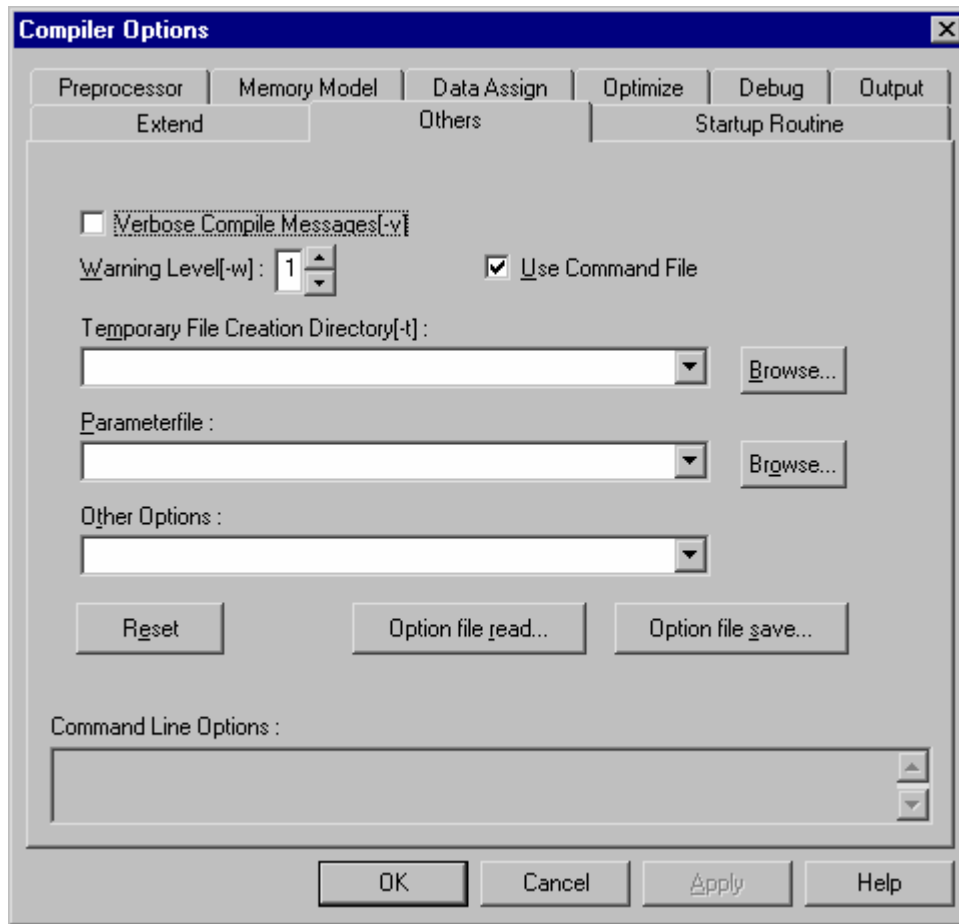 Compiler Options
Preprocessor Memory Model Data Assign Optimize Debug Output
Extend Others Startup Routine
Verbose Compile Messages[-v]
Warning Level[-w] : 1 Use Command File
Temporary File Creation Directory[-t] :
Browse...
Parameterfile :
Browse...
Other Options :
Reset Option file read... Option file save...
Command Line Options :
OK Cancel Apply Help